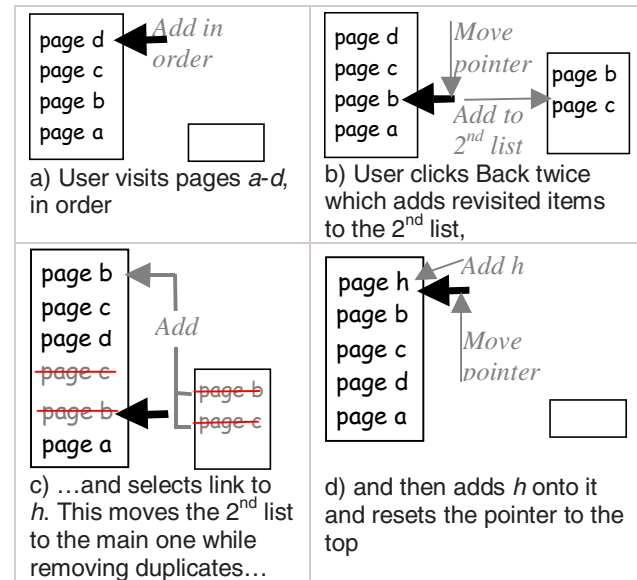 page d
page c
page b
page a
Add in
order
a) User visits pages a-d,
in order
page d
page c
page b
page a
Move
pointer
Add to
2nd list
page b
page c
b) User clicks Back twice
which adds revisited items
to the 2nd list,
page b
page c
page d
page c
page b
page a
Add
page b
page c
c) …and selects link to
h. This moves the 2nd list
to the main one while
removing duplicates…
page h
page b
page c
page d
page a
Add h
Move
pointer
d) and then adds h onto it
and resets the pointer to the
top